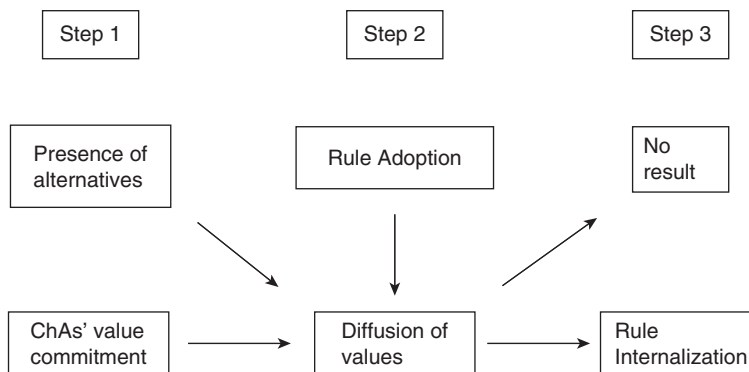 Step 1
Step 2
Step 3
Presence of
alternatives
Rule Adoption
No
result
ChAs' value
commitment
Diffusion of
values
Rule
Internalization